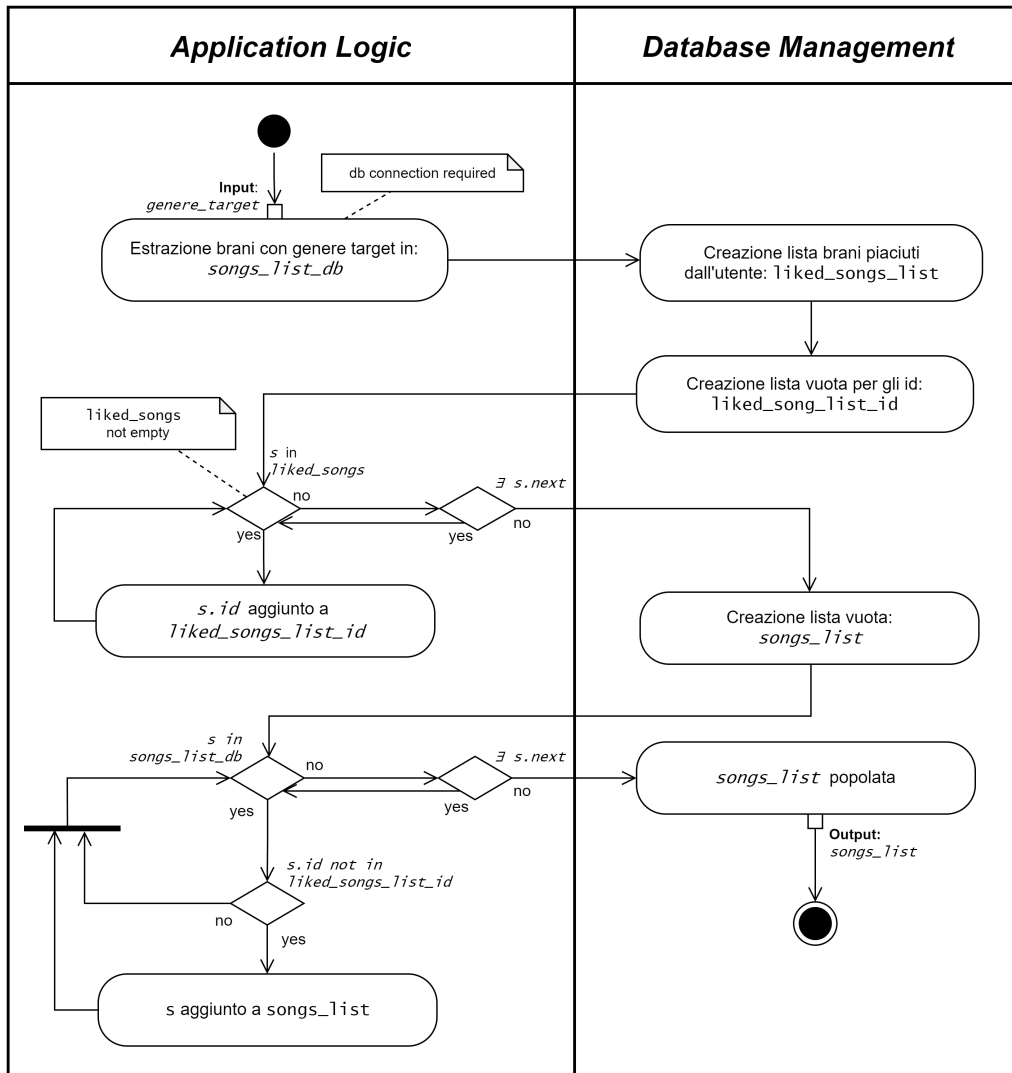 Application Logic
Database Management
db connection required
Input:
genere_target
Estrazione brani con genere target in:
songs_list_db
Creazione lista brani piaciuti
dall'utente: liked_songs_list
Creazione lista vuota per gli id:
liked_song_list_id
liked_songs
not empty
s in
liked_songs
∃ s.next
no
yes
yes
no
s.id aggiunto a
liked_songs_list_id
Creazione lista vuota:
songs_list
s in
songs_list_db
∃ s.next
no
yes
yes
no
songs_list popolata
Output:
songs_list
s.id not in
liked_songs_list_id
no
yes
s aggiunto a songs_list